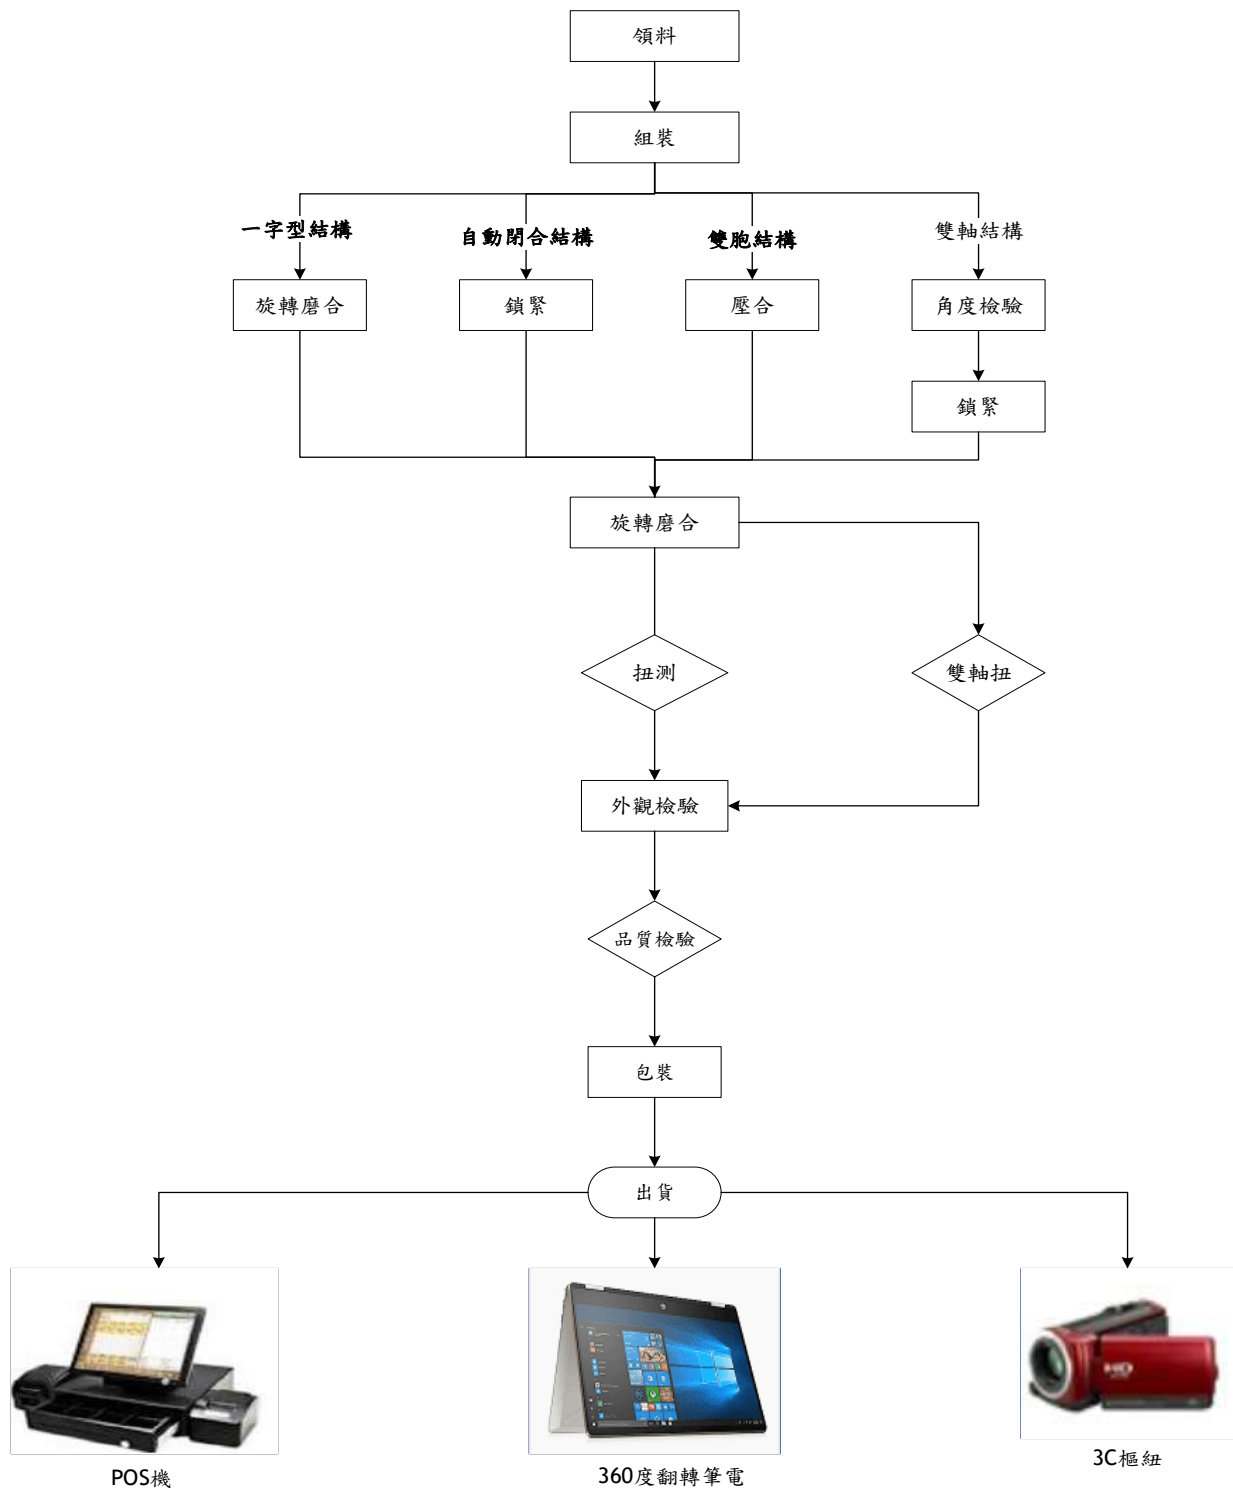 領料
組裝
一字型結構
自動閉合結構
雙胞結構
雙軸結構
旋轉磨合
鎖緊
壓合
角度檢驗
鎖緊
旋轉磨合
扭测
雙軸扭
外觀檢驗
品質檢驗
包裝
出貨
POS機
360度翻轉筆電
3C樞紐